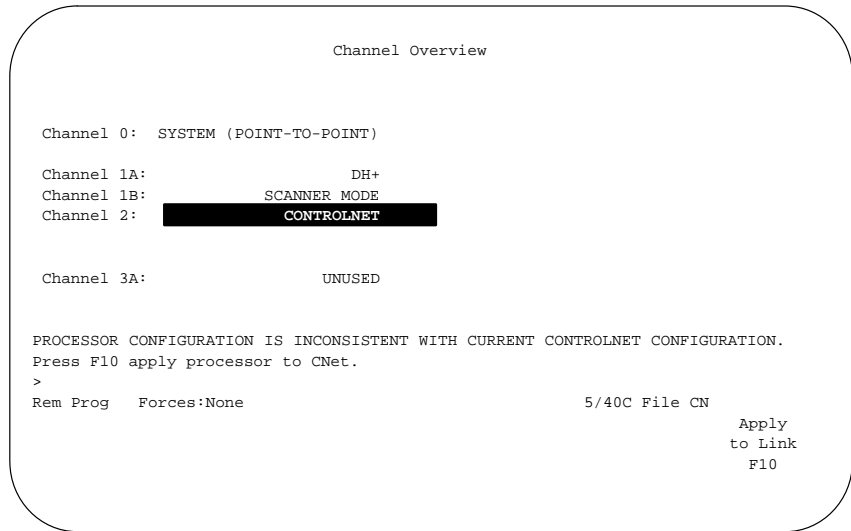 Channel Overview
Channel 0: SYSTEM (POINT-TO-POINT)
Channel 1A: DH+
Channel 1B: SCANNER MODE
Channel 2: CONTROLNET
Channel 3A: UNUSED
PROCESSOR CONFIGURATION IS INCONSISTENT WITH CURRENT CONTROLNET CONFIGURATION.
Press F10 apply processor to CNet.
>
Rem Prog Forces:None 5/40C File CN
Apply
to Link
F10